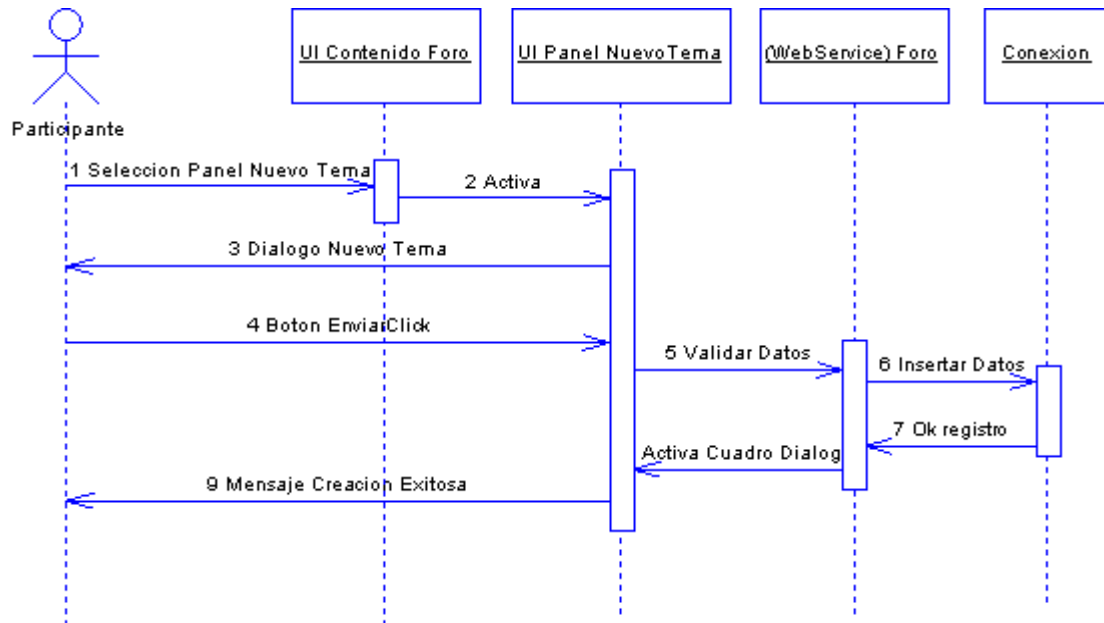 UI Contenido Foro
UI Panel NuevoTema
(WebService) Foro
Conexion
Participante
1 Seleccion Panel Nuevo Tema
2 Activa
3 Dialogo Nuevo Tema
4 Boton EnviarClick
5 Validar Datos
6 Insertar Datos
7 Ok registro
Activa Cuadro Dialog
9 Mensaje Creacion Exitosa